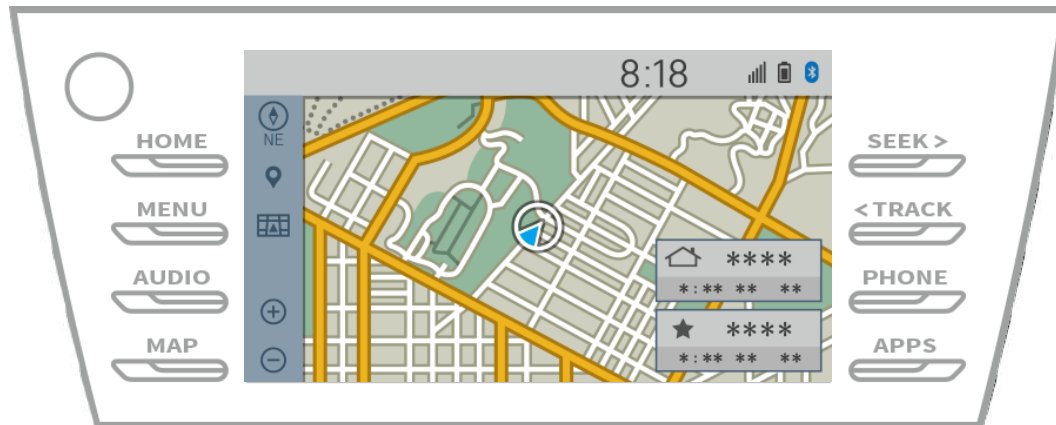 8:18
NE
HOME
MENU
AUDIO
MAP
SEEK >
< TRACK
PHONE
APPS
****
*:** ** **
****
*:** ** **